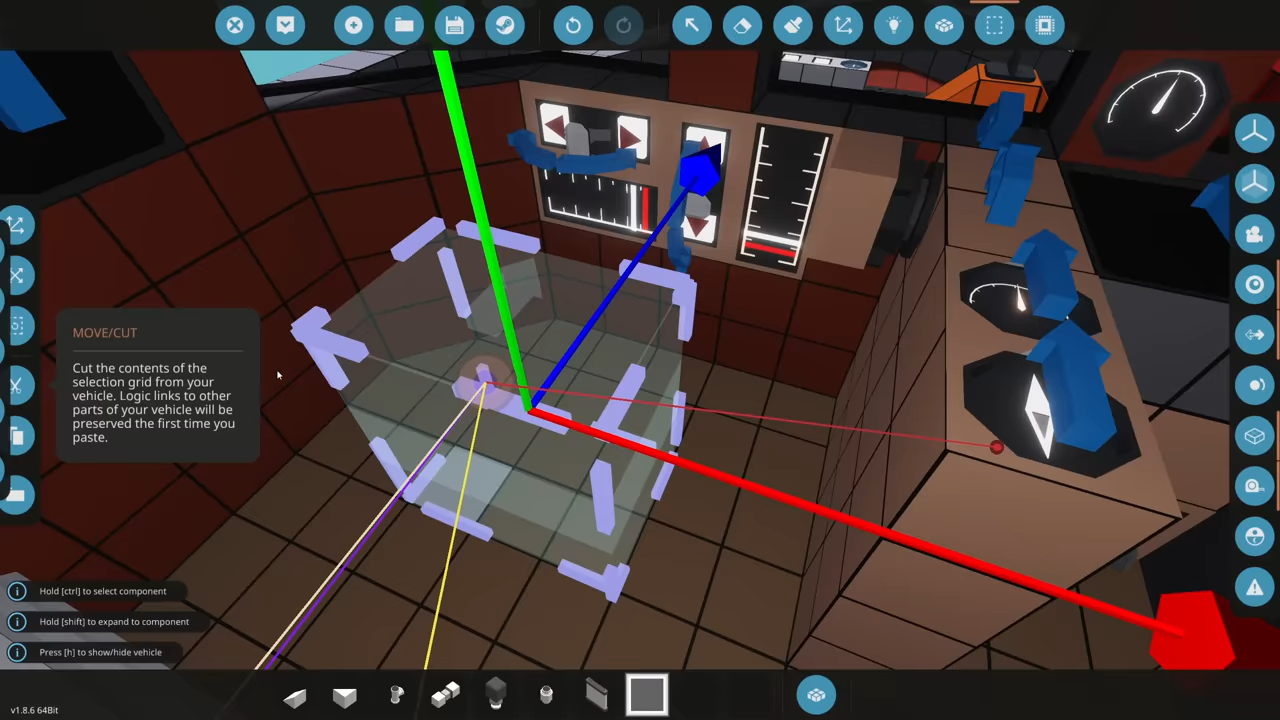 MOVE/CUT
Cut the contents of the
selection grid from your
vehicle. Logic links to other
parts of your vehicle will be
preserved the first time you
paste.
Hold [ctrl] to select component
Hold [shift] to expand to component
Press [h] to show/hide vehicle
v1.8.6 64Bit